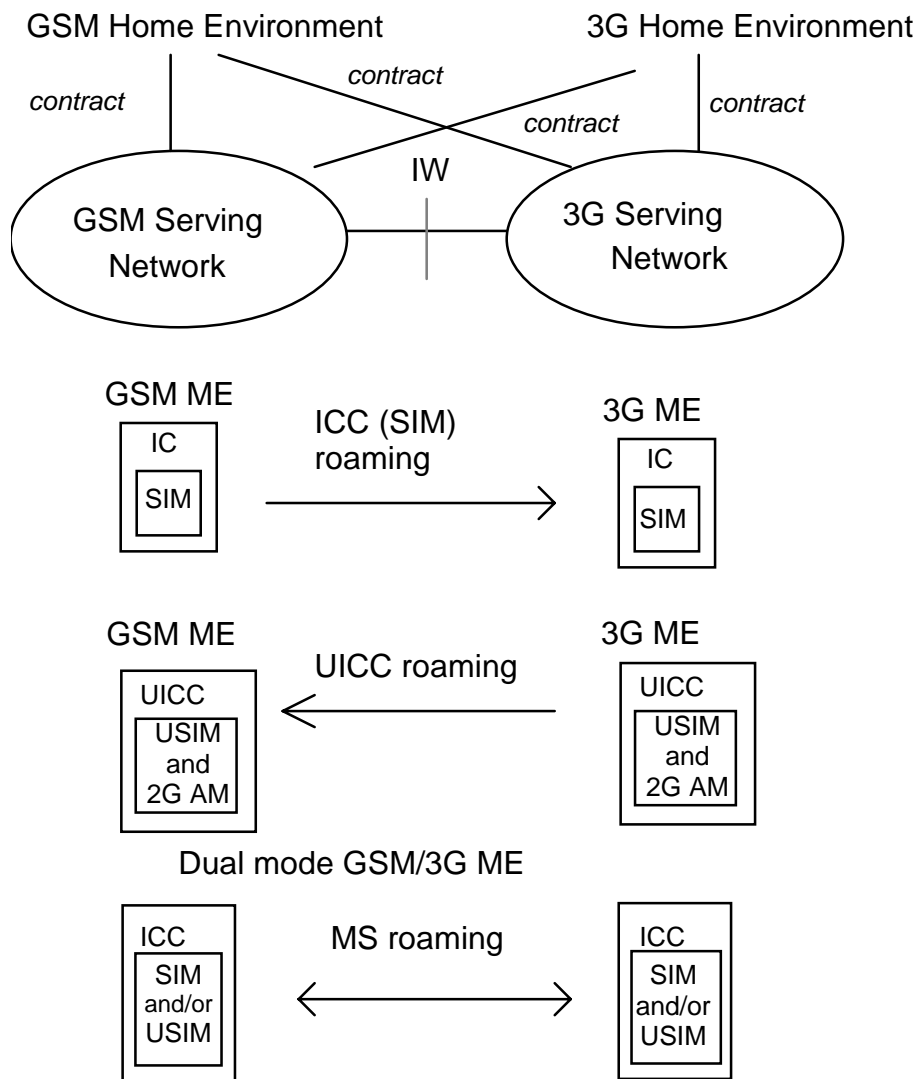 GSM Home Environment
3G Home Environment
contract
contract
contract
contract
IW
GSM Serving
Network
3G Serving
Network
GSM ME
IC
SIM
ICC (SIM)
roaming
3G ME
IC
SIM
GSM ME
UICC
USIM
and
2G AM
UICC roaming
3G ME
UICC
USIM
and
2G AM
Dual mode GSM/3G ME
ICC
SIM
and/or
USIM
MS roaming
ICC
SIM
and/or
USIM